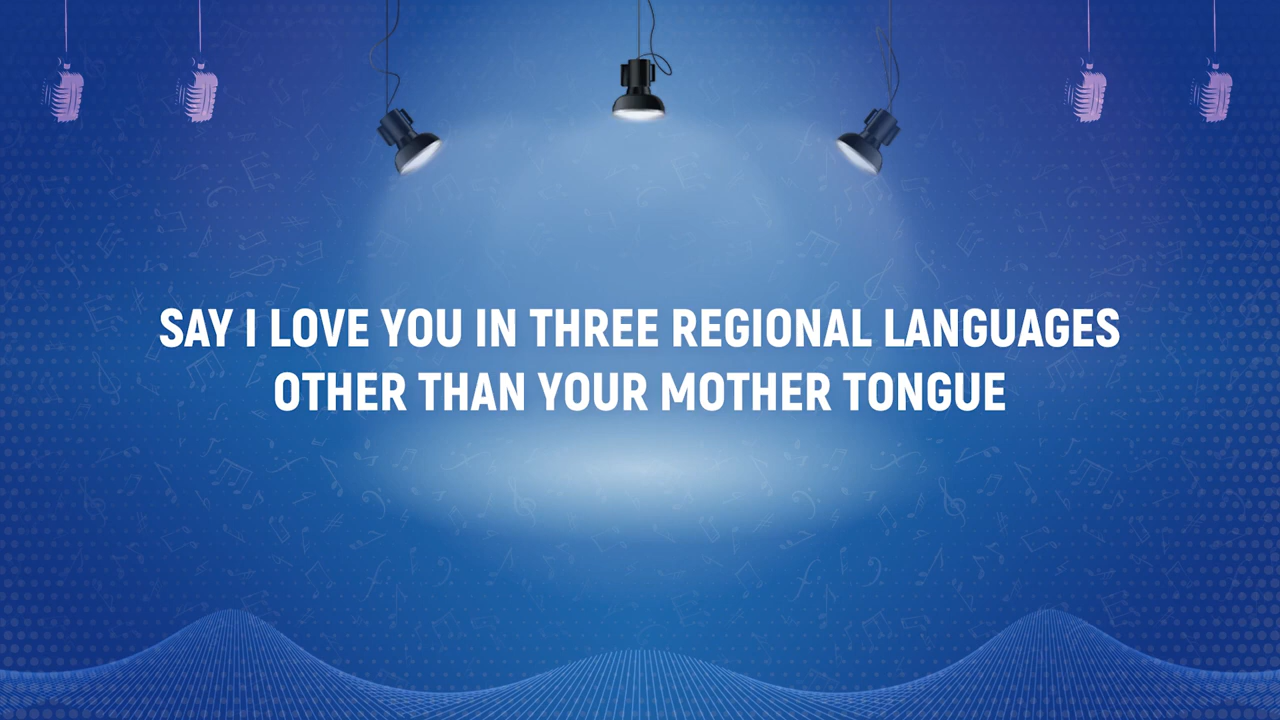 SAY I LOVE YOU IN THREE REGIONAL LANGUAGES
OTHER THAN YOUR MOTHER TONGUE